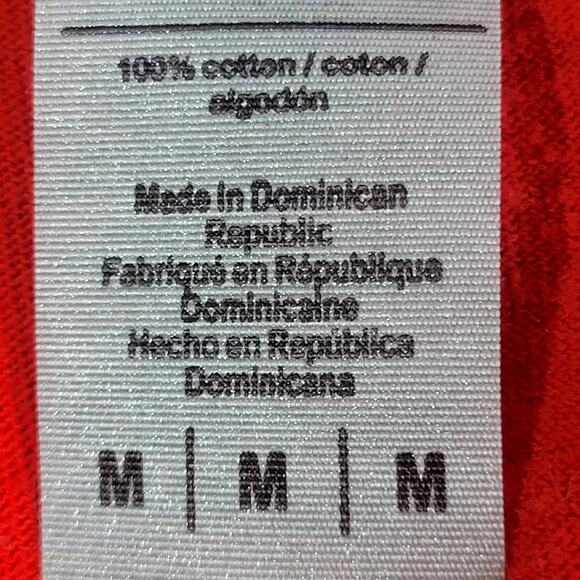 100% cotton / coton /
algodón
Made in Dominican
Republic
Fabriqué en République
Dominicaine
Hecho en República
Dominicana
M | M | M